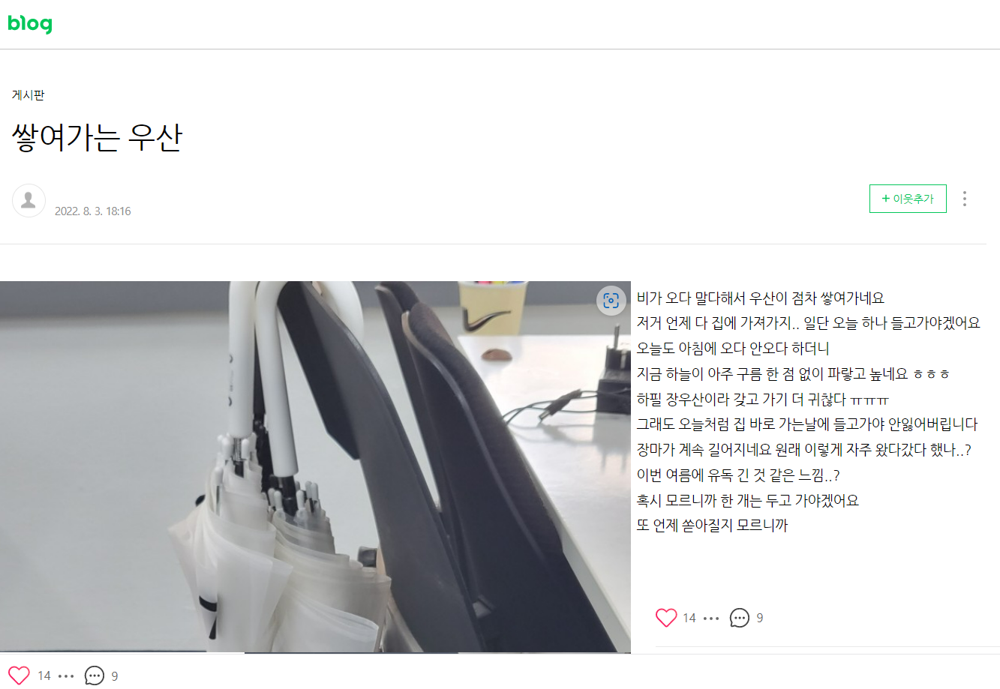 blog
게시판
쌓여가는 우산
2022. 8. 3. 18:16
+ 이웃추가
비가 오다 말다해서 우산이 점차 쌓여가네요
저거 언제 다 집에 가져가지.. 일단 오늘 하나 들고가야겠어요
오늘도 아침에 오다 안오다 하더니
지금 하늘이 아주 구름 한 점 없이 파랗고 높네요 ㅎㅎㅎ
하필 장우산이라 갖고 가기 더 귀찮다 ㅠㅠㅠ
그래도 오늘처럼 집 바로 가는날에 들고가야 안잃어버립니다
장마가 계속 길어지네요 원래 이렇게 자주 왔다갔다 했나..?
이번 여름에 유독 긴 것 같은 느낌..?
혹시 모르니까 한 개는 두고 가야겠어요
또 언제 쏟아질지 모르니까
14 ··· 9
14 ··· 9